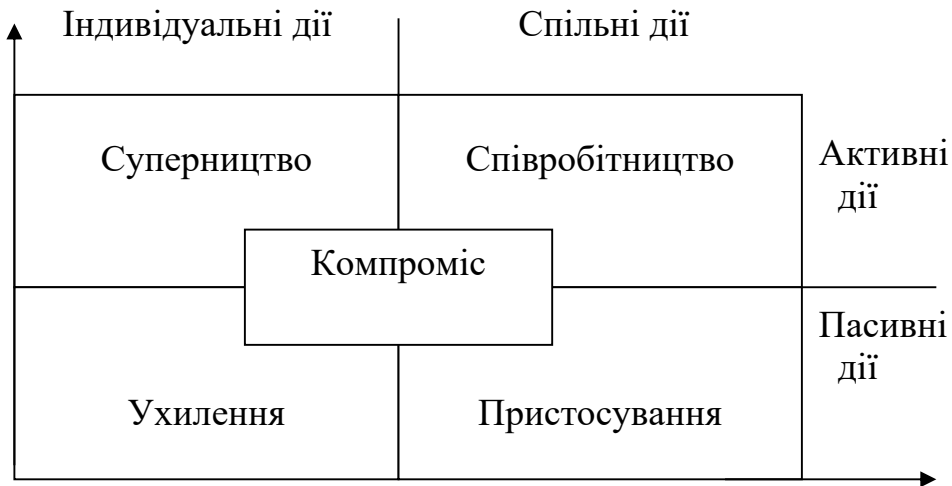 Індивідуальні дії
Спільні дії
Суперництво
Співробітництво
Активні
дії
Компроміс
Пасивні
дії
Ухилення
Пристосування